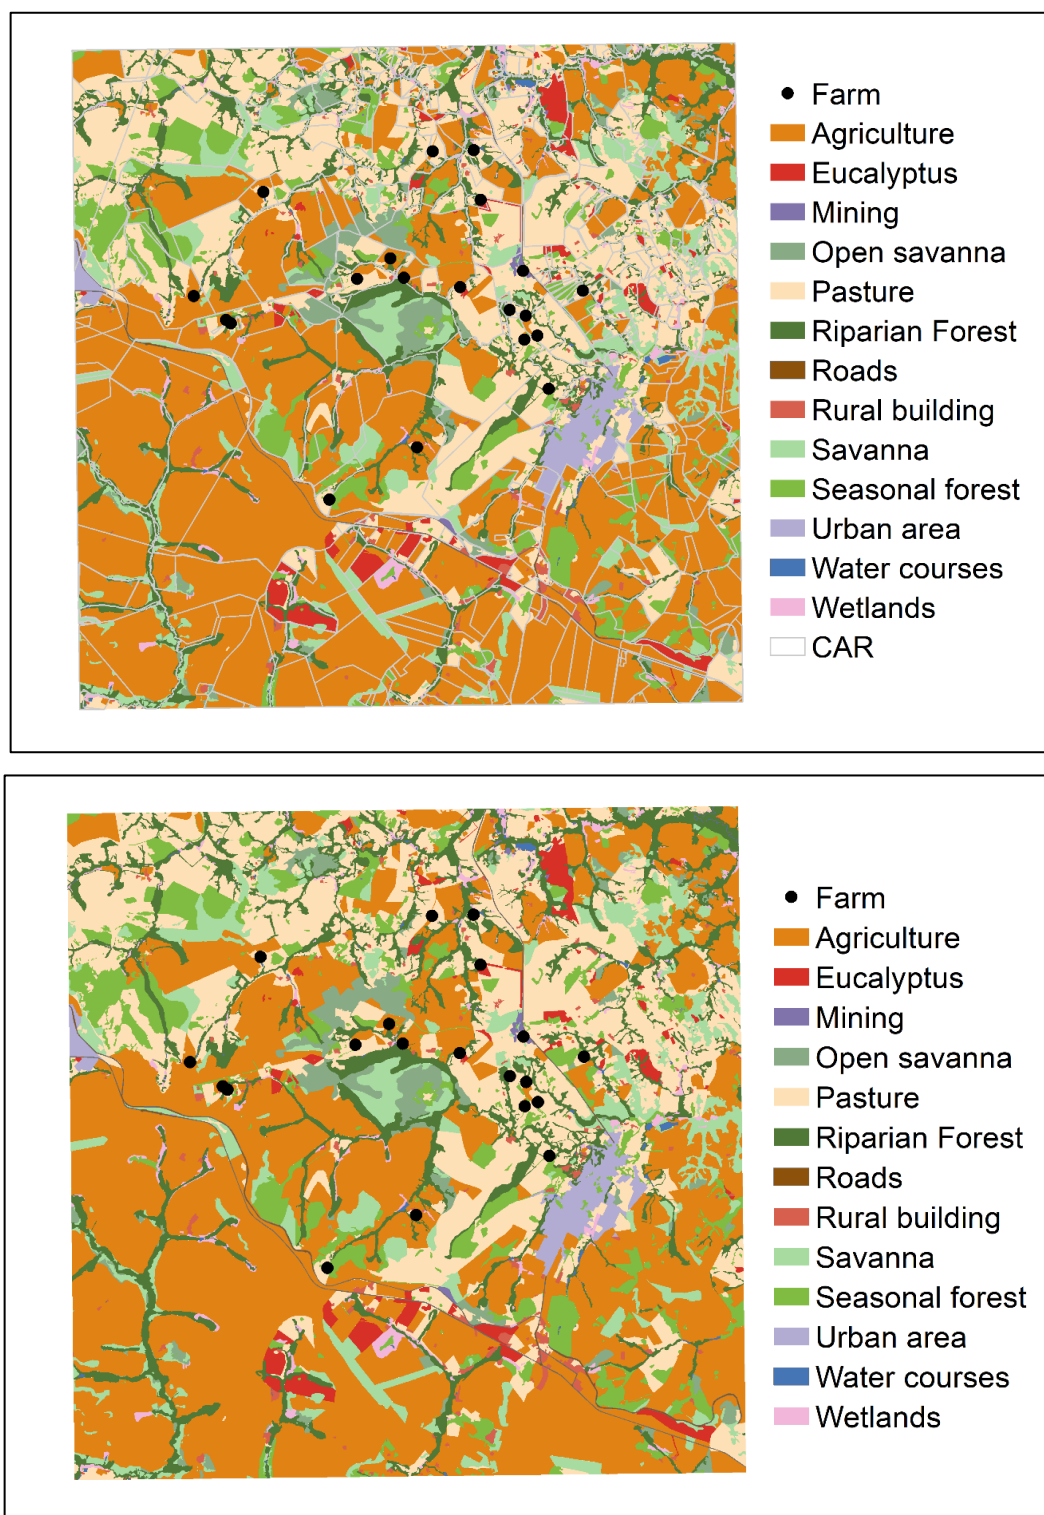 Farm
Agriculture
Eucalyptus
Mining
Open savanna
Pasture
Riparian Forest
Roads
Rural building
Savanna
Seasonal forest
Urban area
Water courses
Wetlands
CAR
Farm
Agriculture
Eucalyptus
Mining
Open savanna
Pasture
Riparian Forest
Roads
Rural building
Savanna
Seasonal forest
Urban area
Water courses
Wetlands